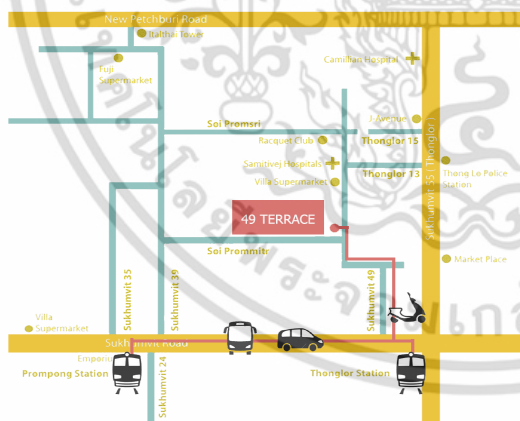 New Petchburi Road
Italthai Tower
Camillian Hospital
Fuji
Supermarket
J-Avenue
Soi Promsri
Racquet Club
Thonglor 15
Samitivej Hospitals
Thonglor 13
Thong Lo Police
Station
Villa Supermarket
49 TERRACE
Sukhumvit 55 (Thonglor)
Soi Prommitr
Market Place
Sukhumvit 35
Sukhumvit 39
Sukhumvit 49
Villa
Supermarket
Sukhumvit Road
Emporium
Prompong Station
Thonglor Station
Sukhumvit 24